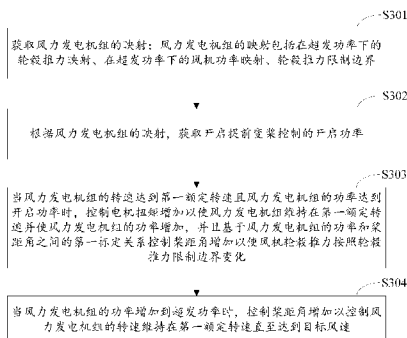 S301
获取风力发电机组的映射；风力发电机组的映射包括在超发功率下的
轮毂推力映射、在超发功率下的风机功率映射、轮毂推力限制边界
S302
根据风力发电机组的映射，获取开启提前变桨控制的开启功率
S303
当风力发电机组的转速达到第一额定转速且风力发电机组的功率达到
开启功率时，控制电机扭矩增加以使风力发电机组维持在第一额定转
速并使风力发电机组的功率增加，并且基于风力发电机组的功率和桨
距角之间的第一标定关系控制桨距角增加以使风机轮毂推力按照轮毂
推力限制边界变化
S304
当风力发电机组的功率增加到超发功率时，控制桨距角增加以控制风
力发电机组的转速维持在第一额定转速直至达到目标风速